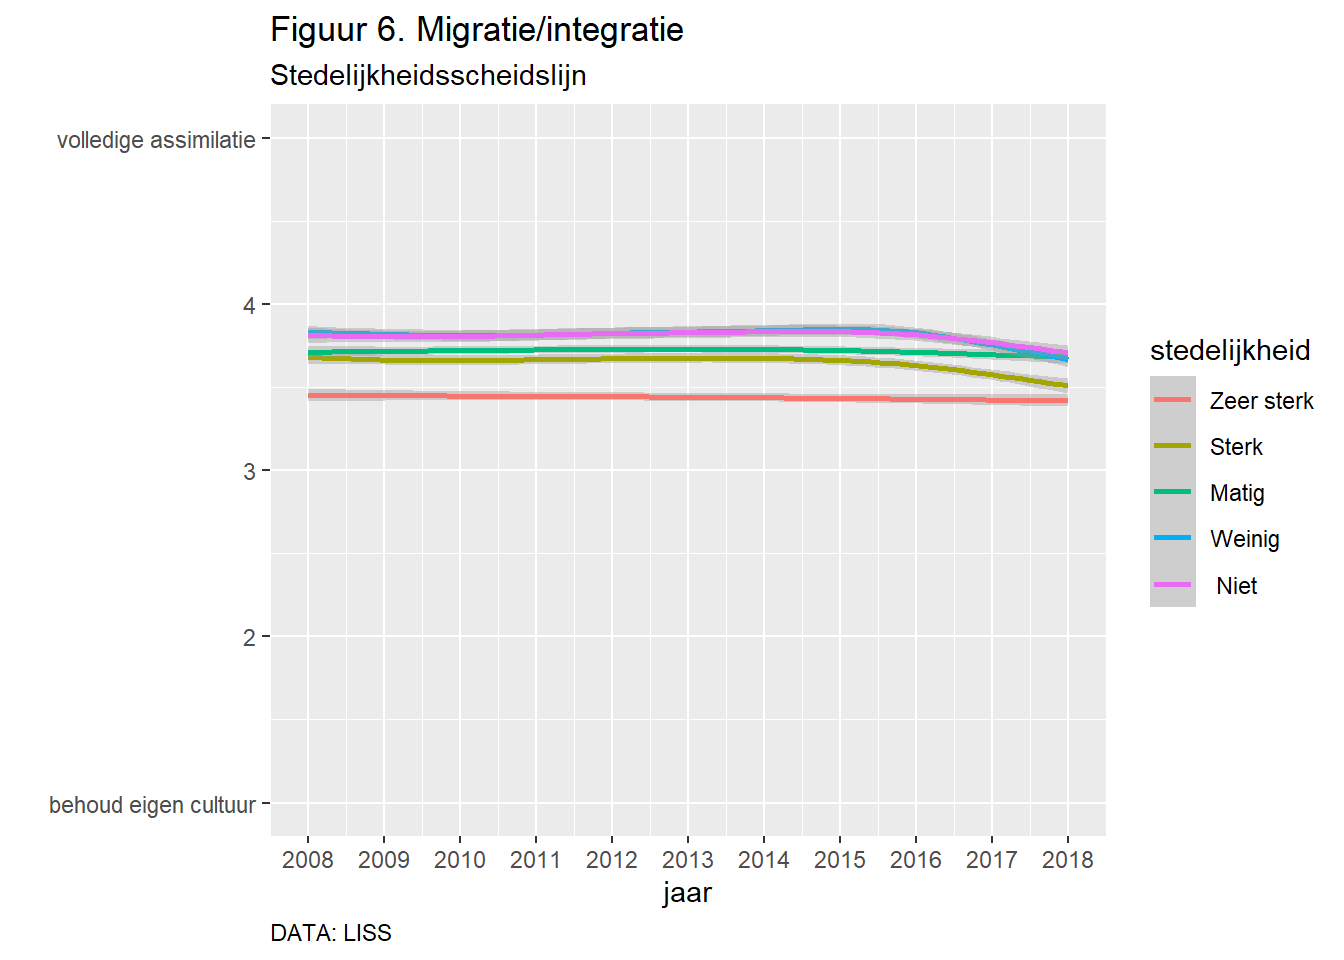 Figuur 6. Migratie/integratie
Stedelijkheidsscheidslijn
volledige assimilatie
4
3
2
behoud eigen cultuur
2008 2009 2010 2011 2012 2013 2014 2015 2016 2017 2018
jaar
DATA: LISS
stedelijkheid
Zeer sterk
Sterk
Matig
Weinig
Niet